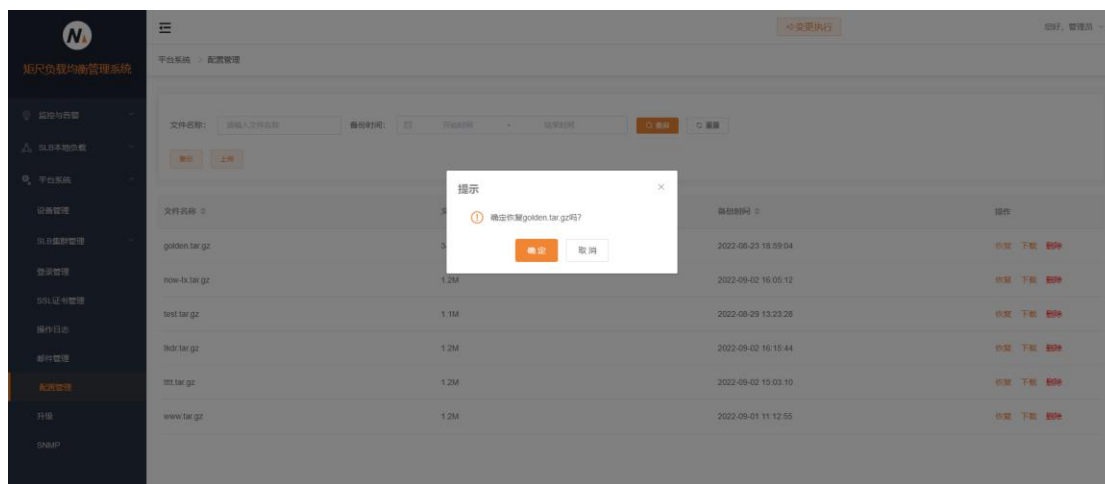 变更执行
您好，管理员
矩尺负载均衡管理系统
平台系统 > 配置管理
监控与告警
SLB本地负载
平台系统
设备管理
SLB集群管理
登录管理
SSL证书管理
操作日志
邮件管理
配置管理
升级
SNMP
文件名称： 请输入文件名称 备份时间： 开始时间 - 结束时间 查询 重置
备份 上传
提示
确定恢复golden.tar.gz吗?
确定 取消
文件名称 备份时间 操作
golden.tar.gz 2022-08-23 18:59:04 恢复 下载 删除
now-lx.tar.gz 1.2M 2022-09-02 16:05:12 恢复 下载 删除
test.tar.gz 1.1M 2022-08-29 13:23:28 恢复 下载 删除
lkdr.tar.gz 1.2M 2022-09-02 16:15:44 恢复 下载 删除
tttt.tar.gz 1.2M 2022-09-02 15:03:10 恢复 下载 删除
www.tar.gz 1.2M 2022-09-01 11:12:55 恢复 下载 删除